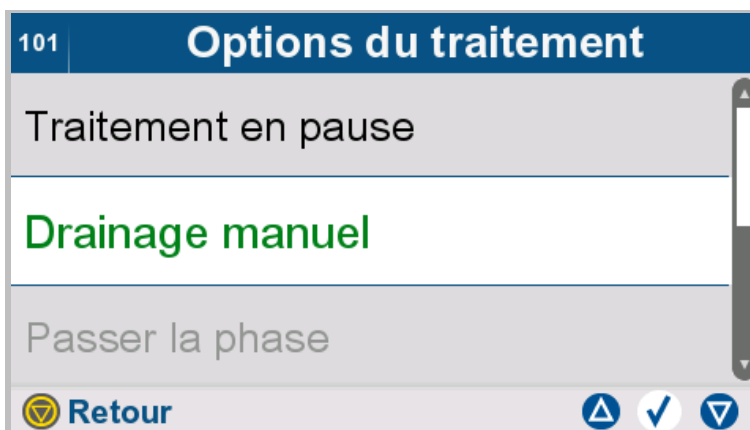 101 Options du traitement
Traitement en pause
Drainage manuel
Passer la phase
Retour